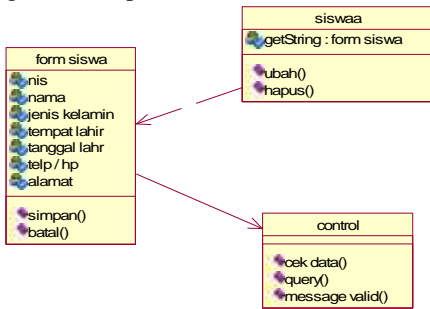 siswaa
getString : form siswa
ubah()
hapus()
form siswa
nis
nama
jenis kelamin
tempat lahir
tanggal lahr
telp / hp
alamat
simpan()
batal()
control
cek data()
query()
message valid()